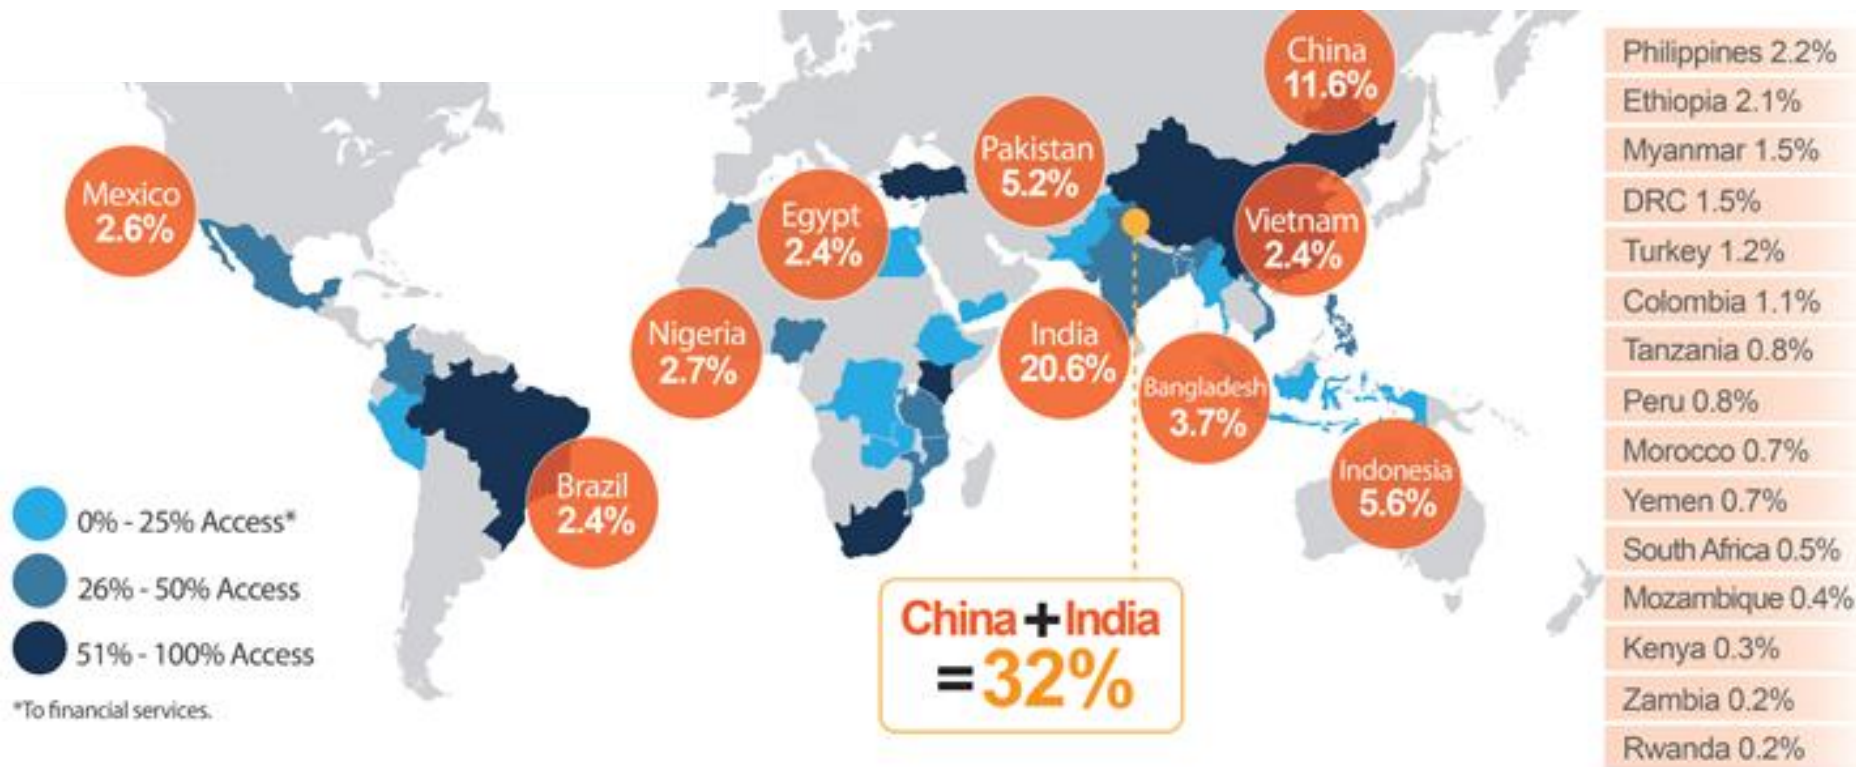 China
11.6%
Pakistan
5.2%
Mexico
2.6%
Egypt
2.4%
Vietnam
2.4%
Nigeria
2.7%
India
20.6%
Bangladesh
3.7%
Indonesia
5.6%
Brazil
2.4%
0% - 25% Access*
26% - 50% Access
51% - 100% Access
*To financial services.
China + India
= 32%
Philippines 2.2%
Ethiopia 2.1%
Myanmar 1.5%
DRC 1.5%
Turkey 1.2%
Colombia 1.1%
Tanzania 0.8%
Peru 0.8%
Morocco 0.7%
Yemen 0.7%
South Africa 0.5%
Mozambique 0.4%
Kenya 0.3%
Zambia 0.2%
Rwanda 0.2%